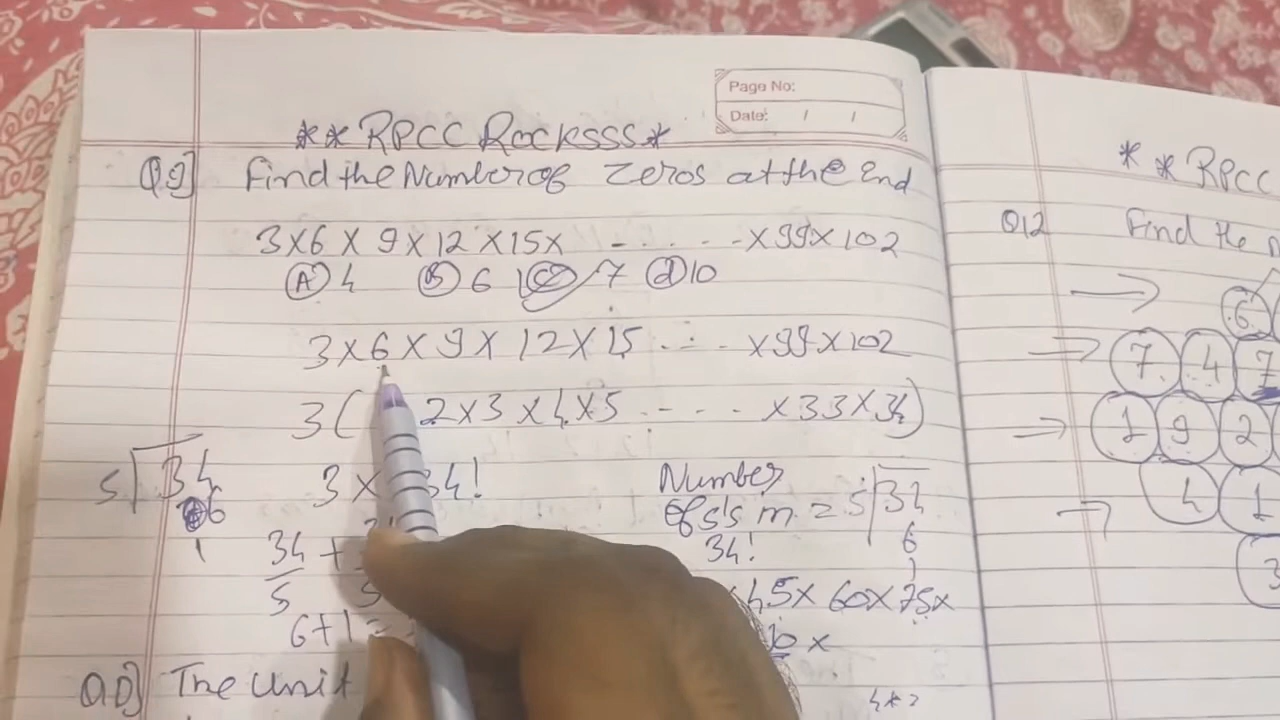 Page No:
Date: / /
** RPCC Rocksss*
Q.9] Find the Number of Zeros at the End
3×6×9×12×15× - . . . . -×99×102
(A) 4 (B) 6 (C) 7 (d) 10
3×6×9×12×15 . - . - ×99×102
3( 2×3×4×5 - . - - ×33×34)
5 34
6
1
3× 34!
34 +
5 5
6+1=
Number
of 5's in = 5 34
34! 6
1
45× 60×75×
×
Q10] The Unit
* * RPCC
Q12 Find the
6
7 4 7
1 9 2
4 1
3